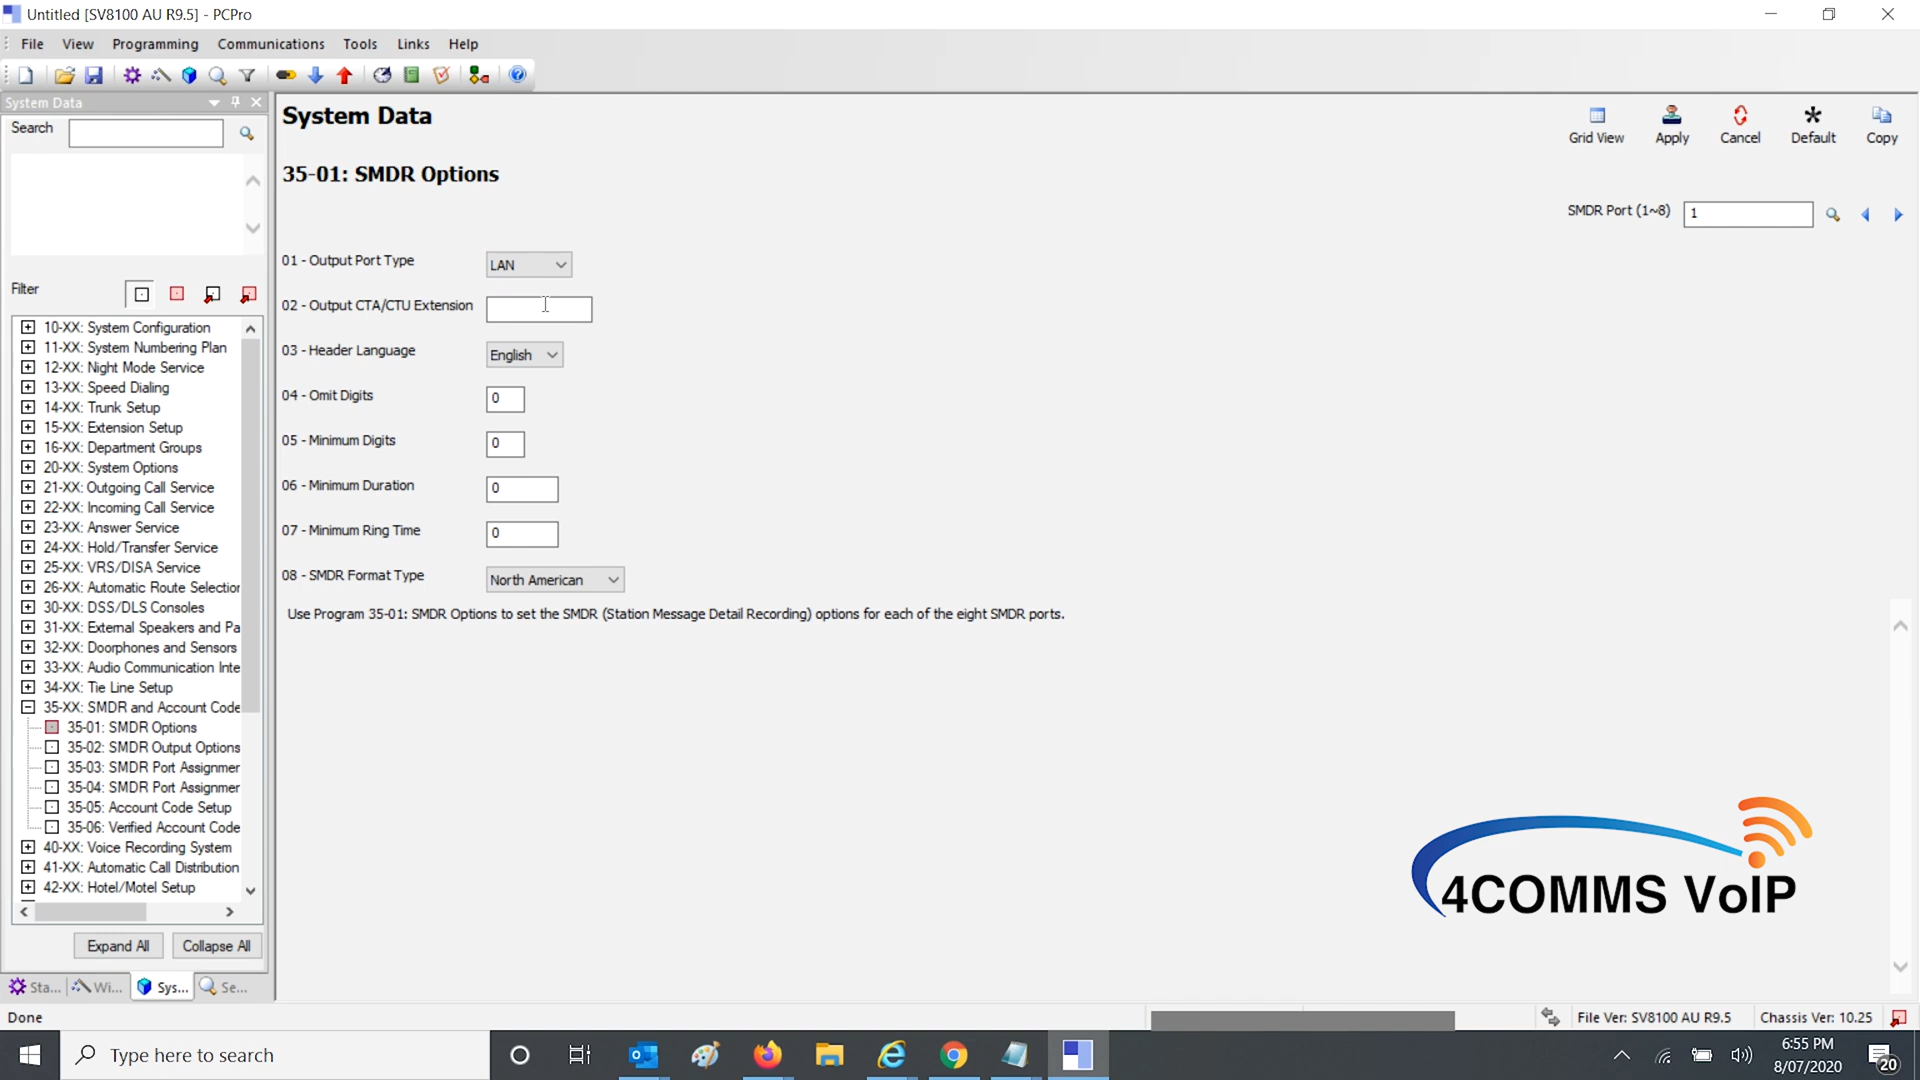 Untitled [SV8100 AU R9.5] - PCPro
File View Programming Communications Tools Links Help
System Data
Search
Filter
10-XX: System Configuration
11-XX: System Numbering Plan
12-XX: Night Mode Service
13-XX: Speed Dialing
14-XX: Trunk Setup
15-XX: Extension Setup
16-XX: Department Groups
20-XX: System Options
21-XX: Outgoing Call Service
22-XX: Incoming Call Service
23-XX: Answer Service
24-XX: Hold/Transfer Service
25-XX: VRS/DISA Service
26-XX: Automatic Route Selection
30-XX: DSS/DLS Consoles
31-XX: External Speakers and Pa
32-XX: Doorphones and Sensors
33-XX: Audio Communication Inte
34-XX: Tie Line Setup
35-XX: SMDR and Account Code
35-01: SMDR Options
35-02: SMDR Output Options
35-03: SMDR Port Assignmer
35-04: SMDR Port Assignmer
35-05: Account Code Setup
35-06: Verified Account Code
40-XX: Voice Recording System
41-XX: Automatic Call Distribution
42-XX: Hotel/Motel Setup
Expand All Collapse All
Sta... Wi... Sys... Se...
System Data
Grid View Apply Cancel Default Copy
35-01: SMDR Options
SMDR Port (1~8) 1
01 - Output Port Type LAN
02 - Output CTA/CTU Extension
03 - Header Language English
04 - Omit Digits 0
05 - Minimum Digits 0
06 - Minimum Duration 0
07 - Minimum Ring Time 0
08 - SMDR Format Type North American
Use Program 35-01: SMDR Options to set the SMDR (Station Message Detail Recording) options for each of the eight SMDR ports.
4COMMS VoIP
Done
File Ver: SV8100 AU R9.5 Chassis Ver: 10.25
Type here to search
6:55 PM
8/07/2020
20